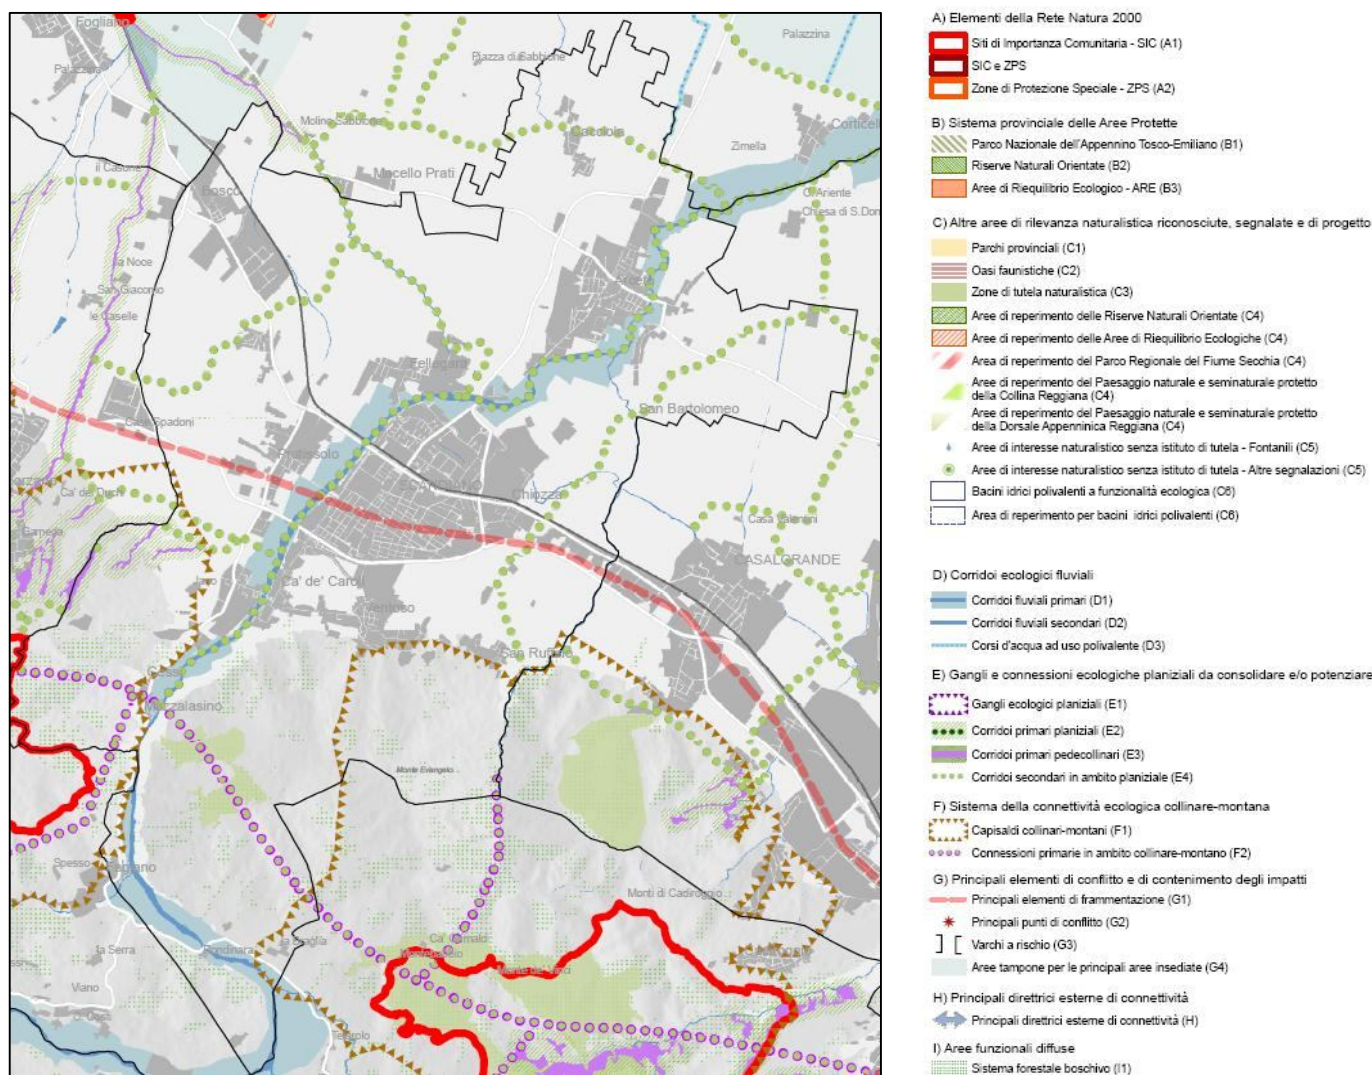 Fogliano
Palazzina
Piazza di Sabbione
Molino Sabbione
Cacciola
Palazzina
Zimella
il Casone
Bosco
Macello Prati
Ca' Ariente
Chiesa di S.Don
la Noce
San Giacomo
le Caselle
Arceto
Fellegara
San Bartolomeo
Case Spadoni
Pratissolo
SCANDIANO
Chiozza
Ca' de' Duchi
Casa Valentini
CASALGRANDE
Iano
Ca' de' Caroli
Ventoso
San Ruffino
Mazzalasino
Monte Evangelo
Spesso
Fagiano
Monti di Cadiroggio
la Serra
Rondinara
la Braglia
Viano
A) Elementi della Rete Natura 2000
Siti di Importanza Comunitaria - SIC (A1)
SIC e ZPS
Zone di Protezione Speciale - ZPS (A2)
B) Sistema provinciale delle Aree Protette
Parco Nazionale dell'Appennino Tosco-Emiliano (B1)
Riserve Naturali Orientate (B2)
Aree di Riequilibrio Ecologico - ARE (B3)
C) Altre aree di rilevanza naturalistica riconosciute, segnalate e di progetto
Parchi provinciali (C1)
Oasi faunistiche (C2)
Zone di tutela naturalistica (C3)
Aree di reperimento delle Riserve Naturali Orientate (C4)
Aree di reperimento delle Aree di Riequilibrio Ecologiche (C4)
Area di reperimento del Parco Regionale del Fiume Secchia (C4)
Aree di reperimento del Paesaggio naturale e seminaturale protetto
della Collina Reggiana (C4)
Aree di reperimento del Paesaggio naturale e seminaturale protetto
della Dorsale Appenninica Reggiana (C4)
Aree di interesse naturalistico senza istituto di tutela - Fontanili (C5)
Aree di interesse naturalistico senza istituto di tutela - Altre segnalazioni (C5)
Bacini idrici polivalenti a funzionalità ecologica (C6)
Area di reperimento per bacini idrici polivalenti (C6)
D) Corridoi ecologici fluviali
Corridoi fluviali primari (D1)
Corridoi fluviali secondari (D2)
Corsi d'acqua ad uso polivalente (D3)
E) Gangli e connessioni ecologiche planiziali da consolidare e/o potenziare
Gangli ecologici planiziali (E1)
Corridoi primari planiziali (E2)
Corridoi primari pedecollinari (E3)
Corridoi secondari in ambito planiziale (E4)
F) Sistema della connettività ecologica collinare-montana
Capisaldi collinari-montani (F1)
Connessioni primarie in ambito collinare-montano (F2)
G) Principali elementi di conflitto e di contenimento degli impatti
Principali elementi di frammentazione (G1)
Principali punti di conflitto (G2)
Varchi a rischio (G3)
Aree tampone per le principali aree insediate (G4)
H) Principali direttrici esterne di connettività
Principali direttrici esterne di connettività (H)
I) Aree funzionali diffuse
Sistema forestale boschivo (I1)